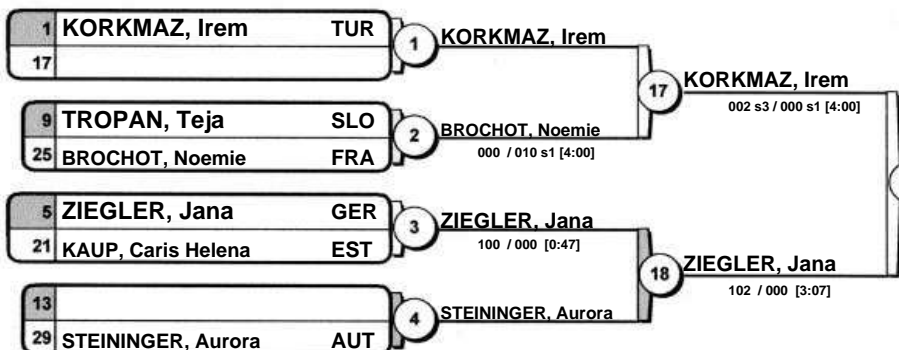 1 KORKMAZ, Irem TUR
17
1 KORKMAZ, Irem
17 KORKMAZ, Irem
002 s3 / 000 s1 [4:00]
9 TROPAN, Teja SLO
25 BROCHOT, Noemie FRA
2 BROCHOT, Noemie
000 / 010 s1 [4:00]
5 ZIEGLER, Jana GER
21 KAUP, Caris Helena EST
3 ZIEGLER, Jana
100 / 000 [0:47]
18 ZIEGLER, Jana
102 / 000 [3:07]
13
29 STEININGER, Aurora AUT
4 STEININGER, Aurora